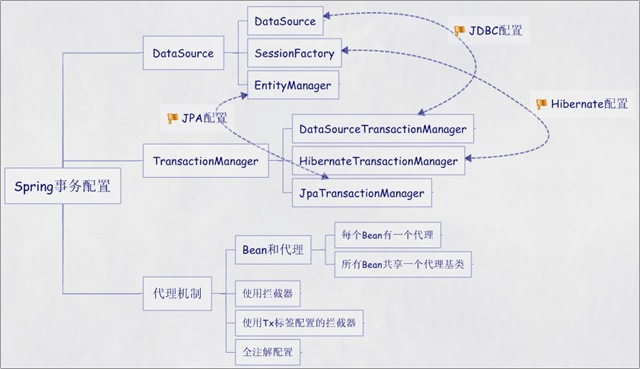 DataSource
JDBC配置
DataSource
SessionFactory
EntityManager
Hibernate配置
JPA配置
DataSourceTransactionManager
TransactionManager
HibernateTransactionManager
Spring事务配置
JpaTransactionManager
每个Bean有一个代理
Bean和代理
所有Bean共享一个代理基类
代理机制
使用拦截器
使用Tx标签配置的拦截器
全注解配置